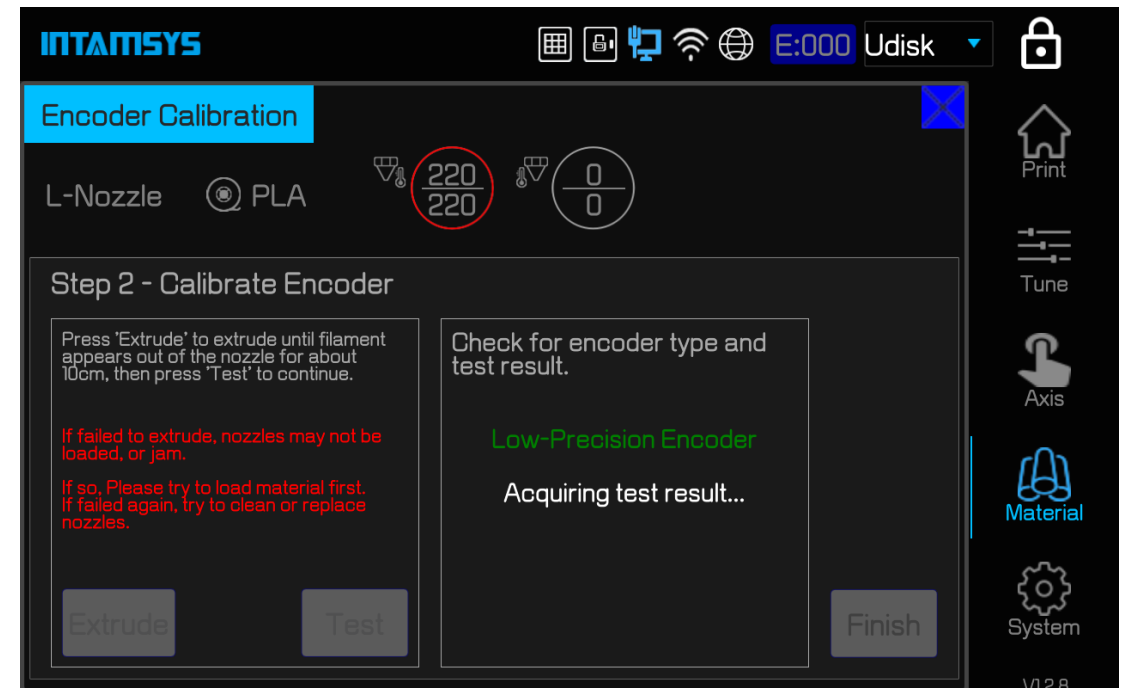 INTAMSYS
E:000 Udisk
Encoder Calibration
L-Nozzle PLA
220
220
0
0
Step 2 - Calibrate Encoder
Press 'Extrude' to extrude until filament
appears out of the nozzle for about
10cm, then press 'Test' to continue.
If failed to extrude, nozzles may not be
loaded, or jam.
If so, Please try to load material first.
If failed again, try to clean or replace
nozzles.
Extrude
Test
Check for encoder type and
test result.
Low-Precision Encoder
Acquiring test result...
Finish
Print
Tune
Axis
Material
System
V1.2.8